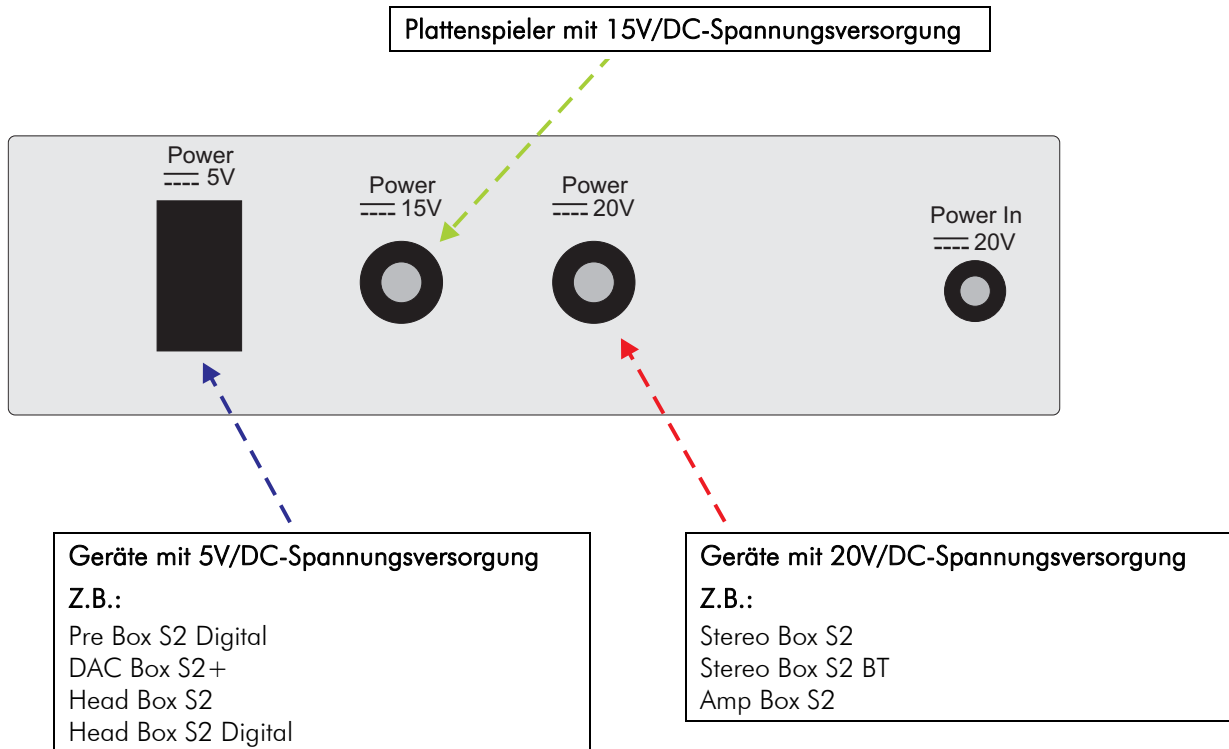 Plattenspieler mit 15V/DC-Spannungsversorgung
Power
5V
Power
15V
Power
20V
Power In
20V
Geräte mit 5V/DC-Spannungsversorgung
Z.B.:
Pre Box S2 Digital
DAC Box S2+
Head Box S2
Head Box S2 Digital
Geräte mit 20V/DC-Spannungsversorgung
Z.B.:
Stereo Box S2
Stereo Box S2 BT
Amp Box S2